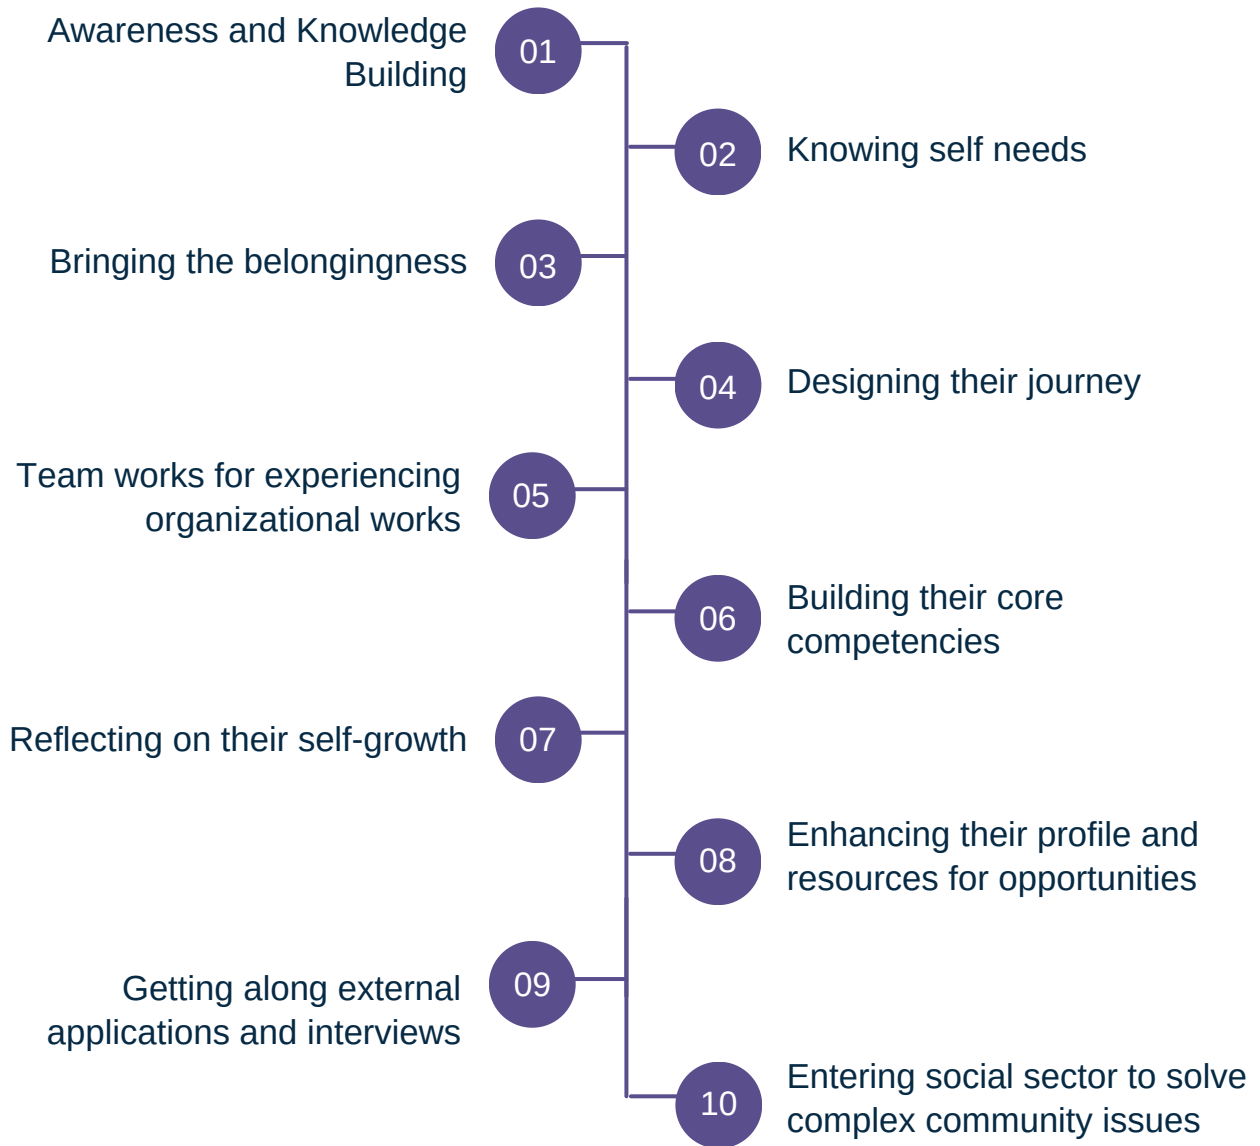 Awareness and Knowledge
Building
01
02
Knowing self needs
Bringing the belongingness
03
04
Designing their journey
Team works for experiencing
organizational works
05
06
Building their core
competencies
Reflecting on their self-growth
07
08
Enhancing their profile and
resources for opportunities
Getting along external
applications and interviews
09
10
Entering social sector to solve
complex community issues